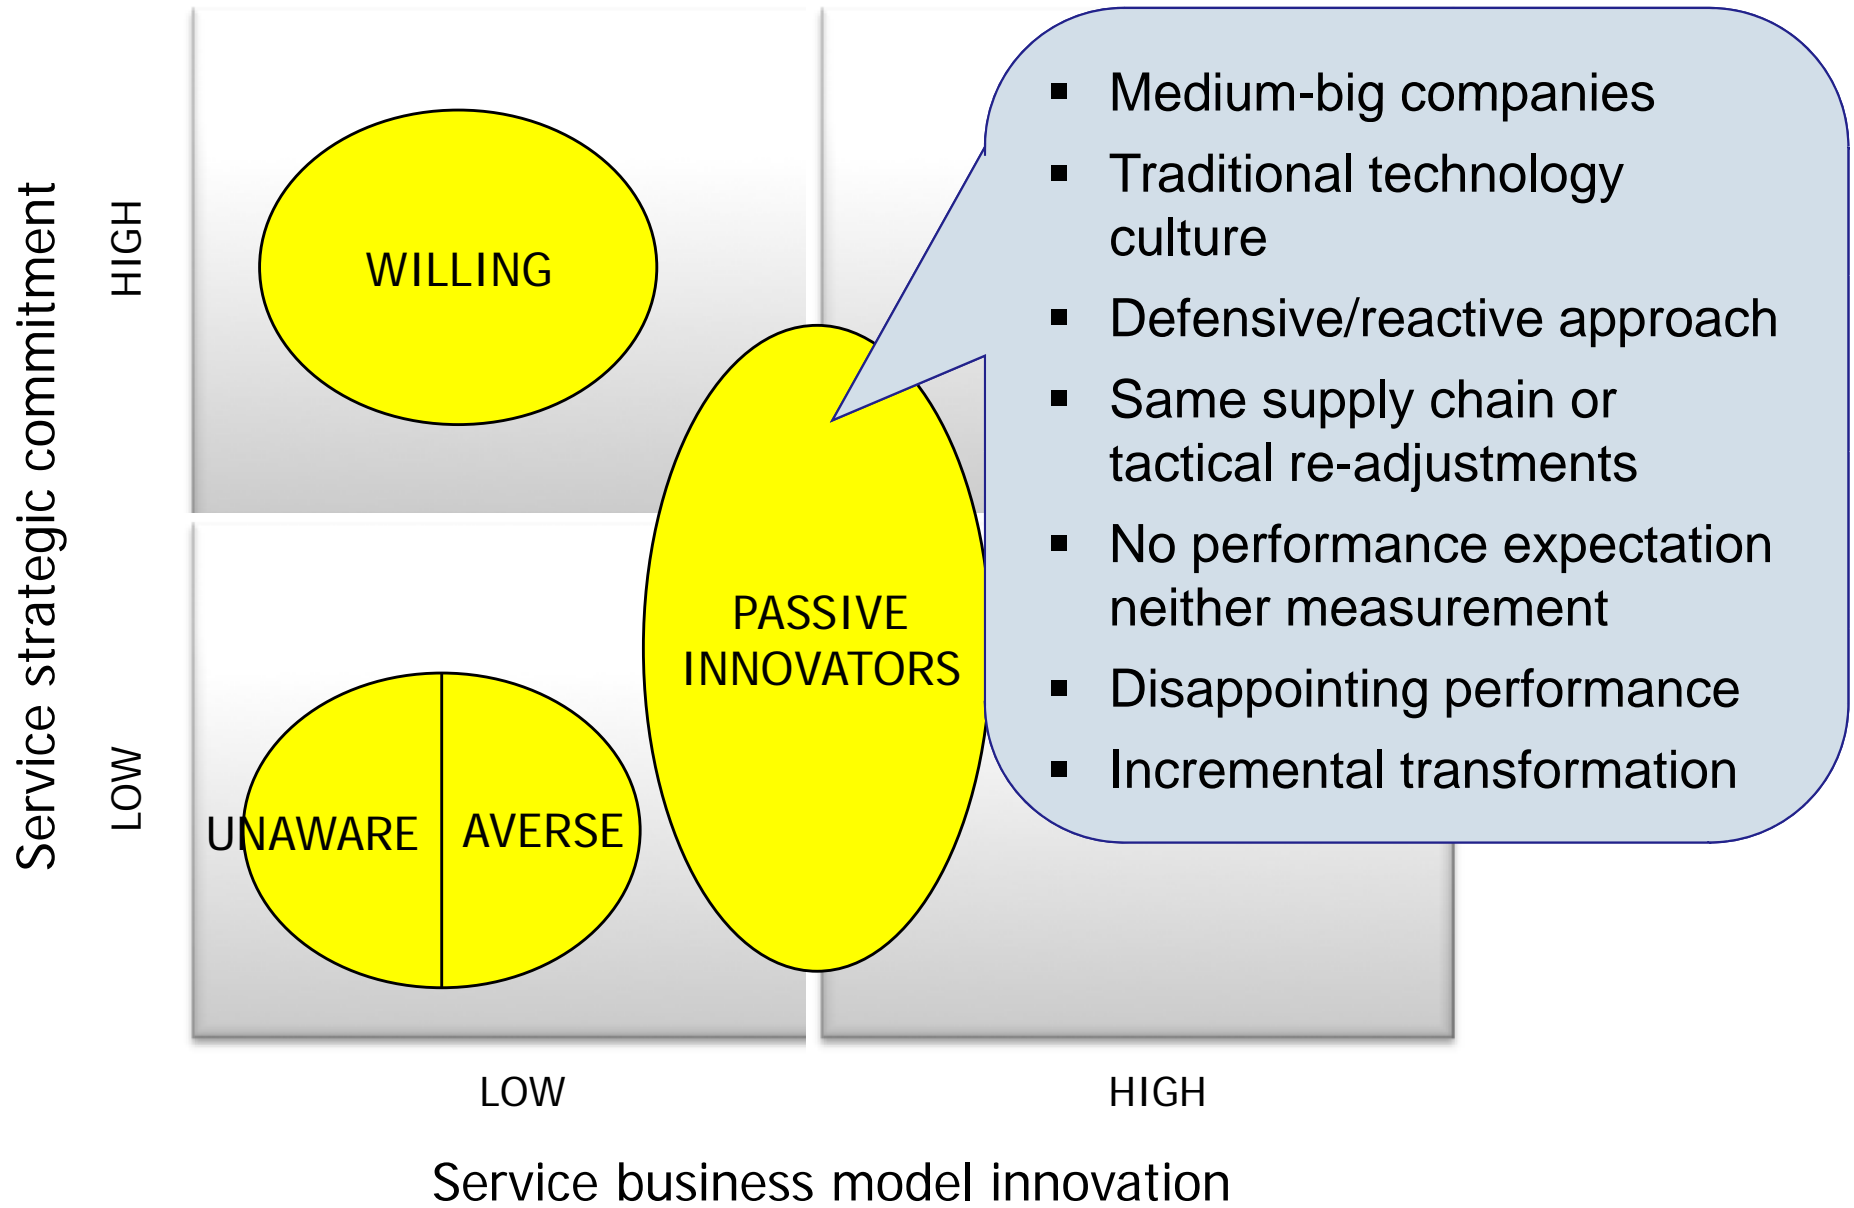 Service strategic commitment
HIGH
LOW
WILLING
PASSIVE
INNOVATORS
UNAWARE
AVERSE
▪ Medium-big companies
▪ Traditional technology
culture
▪ Defensive/reactive approach
▪ Same supply chain or
tactical re-adjustments
▪ No performance expectation
neither measurement
▪ Disappointing performance
▪ Incremental transformation
LOW
HIGH
Service business model innovation